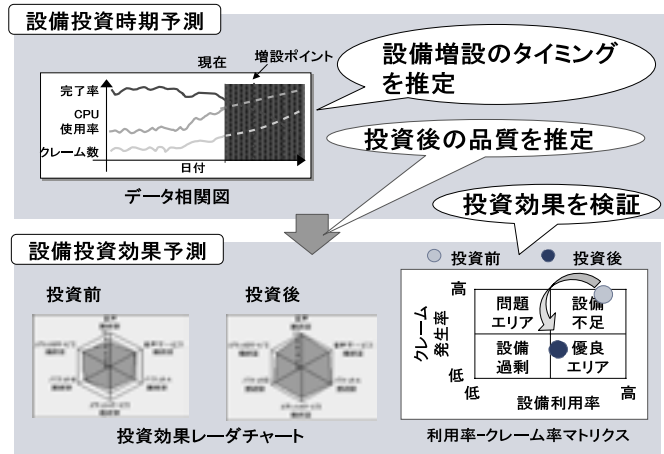 設備投資時期予測
現在
増設ポイント
設備増設のタイミング
を推定
完了率
CPU
使用率
クレーム数
日付
データ相関図
投資後の品質を推定
投資効果を検証
設備投資効果予測
投資前
投資後
投資効果レーダチャート
投資前
投資後
高
問題
エリア
設備
不足
クレーム
発生率
設備
過剰
優良
エリア
低
低
高
設備利用率
利用率-クレーム率マトリクス